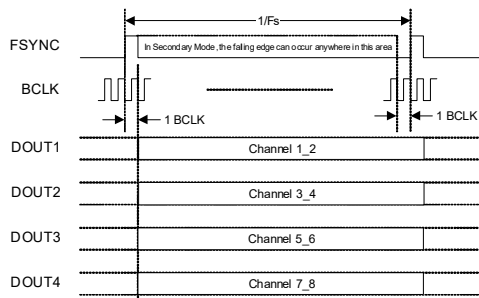 1/Fs
FSYNC
In Secondary Mode, the falling edge can occur anywhere in this area
BCLK
1 BCLK
1 BCLK
DOUT1
Channel 1_2
DOUT2
Channel 3_4
DOUT3
Channel 5_6
DOUT4
Channel 7_8